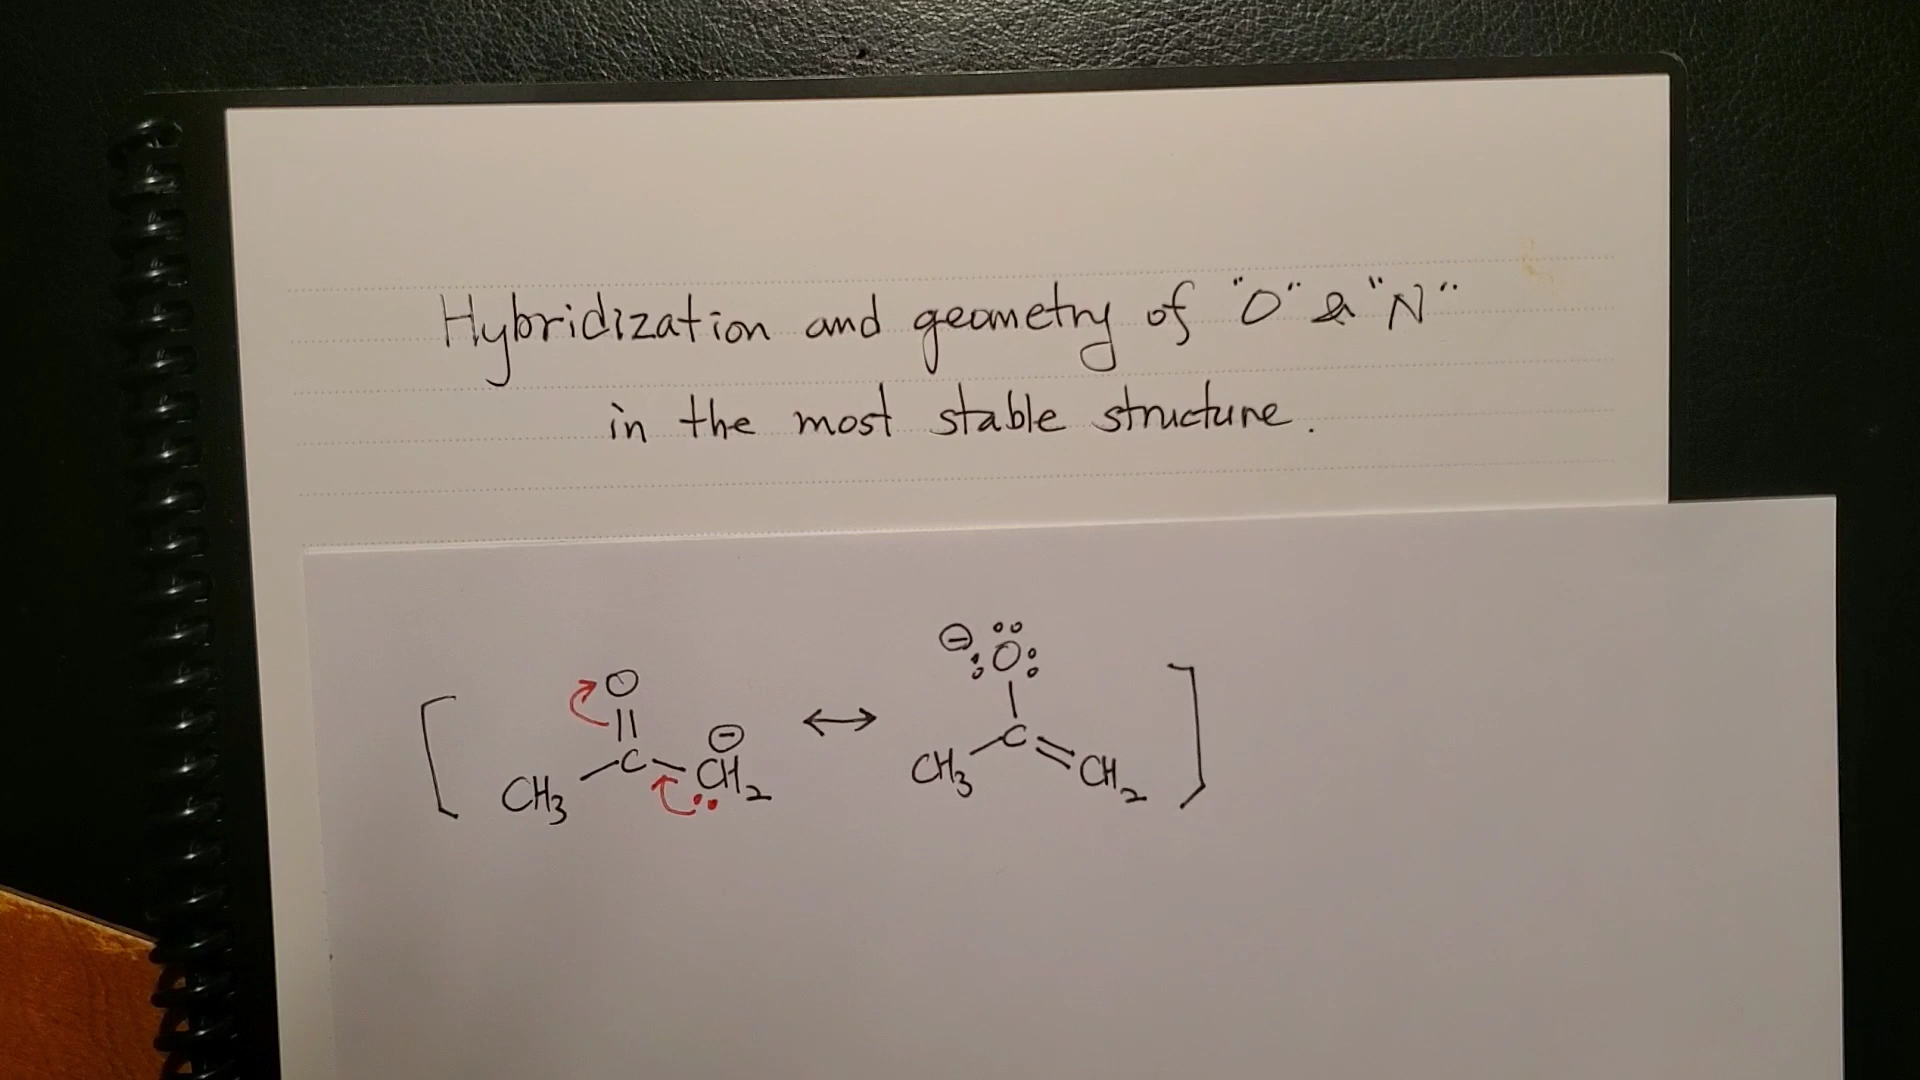 Hybridization and geometry of "O" & "N"
in the most stable structure.
⊖ :Ö:
O ⊖
CH3 C CH2 ↔ CH3 C CH2